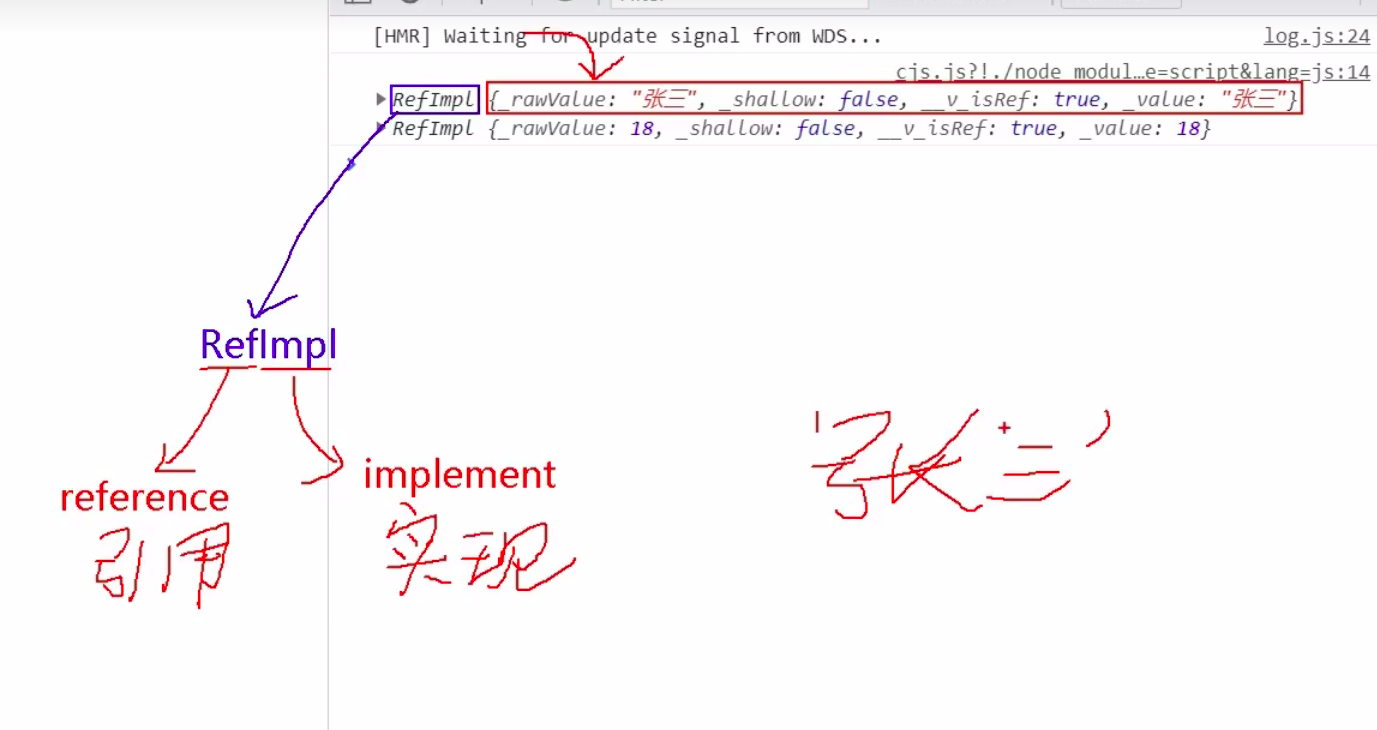 [HMR] Waiting for update signal from WDS... log.js:24
cjs.js?!./node modul…e=script&lang=js:14
RefImpl {_rawValue: "张三", _shallow: false, __v_isRef: true, _value: "张三"}
RefImpl {_rawValue: 18, _shallow: false, __v_isRef: true, _value: 18}
RefImpl
reference implement
引用 实现
'张三'